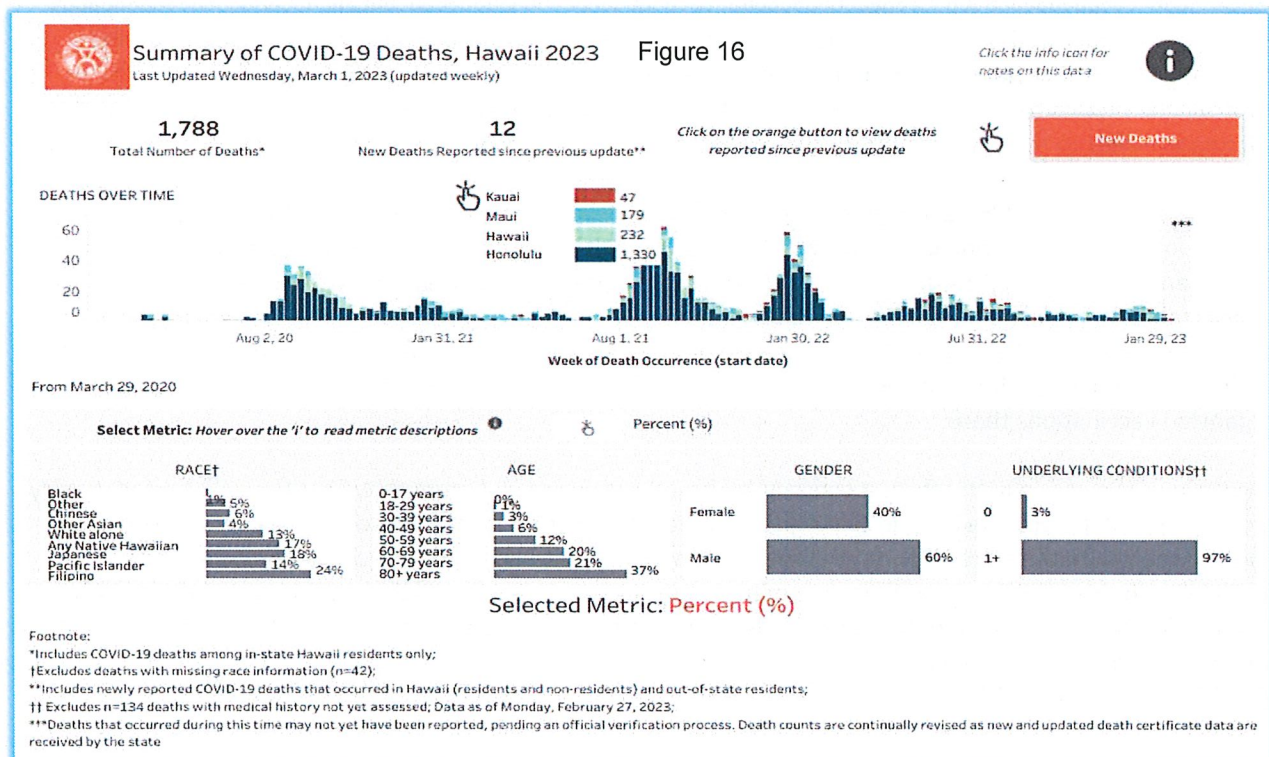 Summary of COVID-19 Deaths, Hawaii 2023
Figure 16
Last Updated Wednesday, March 1, 2023 (updated weekly)
Click the info icon for
notes on this data
i
1,788
Total Number of Deaths*
12
New Deaths Reported since previous update**
Click on the orange button to view deaths
reported since previous update
New Deaths
DEATHS OVER TIME
Kauai 47
Maui 179
Hawaii 232
Honolulu 1,330
60
40
20
0
***
Aug 2, 20
Jan 31, 21
Aug 1, 21
Jan 30, 22
Jul 31, 22
Jan 29, 23
Week of Death Occurrence (start date)
From March 29, 2020
Select Metric: Hover over the 'i' to read metric descriptions
Percent (%)
RACE†
Black 1%
Other 5%
Chinese 6%
Other Asian 4%
White alone 13%
Any Native Hawaiian 17%
Japanese 18%
Pacific Islander 14%
Filipino 24%
AGE
0-17 years 0%
18-29 years 1%
30-39 years 3%
40-49 years 6%
50-59 years 12%
60-69 years 20%
70-79 years 21%
80+ years 37%
GENDER
Female 40%
Male 60%
UNDERLYING CONDITIONS††
0 3%
1+ 97%
Selected Metric: Percent (%)
Footnote:
*Includes COVID-19 deaths among in-state Hawaii residents only;
†Excludes deaths with missing race information (n=42);
**Includes newly reported COVID-19 deaths that occurred in Hawaii (residents and non-residents) and out-of-state residents;
†† Excludes n=134 deaths with medical history not yet assessed; Data as of Monday, February 27, 2023;
***Deaths that occurred during this time may not yet have been reported, pending an official verification process. Death counts are continually revised as new and updated death certificate data are
received by the state